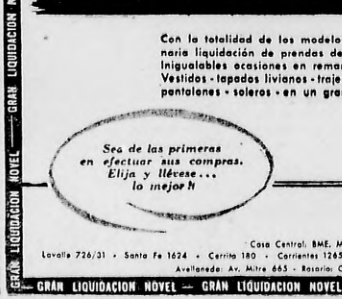 Con la totalidad de los modelo
naria liquidación de prendas de
Inigualables ocasiones en rema
Vestidos - tapados livianos - traje
pantalones - soleros - en un gra
Sea de las primeras
en efectuar sus compras.
Elija y llévese...
lo mejor!!
Casa Central: BME. M
Lavalle 726/31 - Santa Fe 1624 - Cerrito 180 - Corrientes 1265
Avellaneda: Av. Mitre 665 - Rosario: C
GRAN LIQUIDACION NOVEL — GRAN LIQUIDACION N
GRAN LIQUIDACION NOVEL — GRAN LIQUIDACION NOVEL